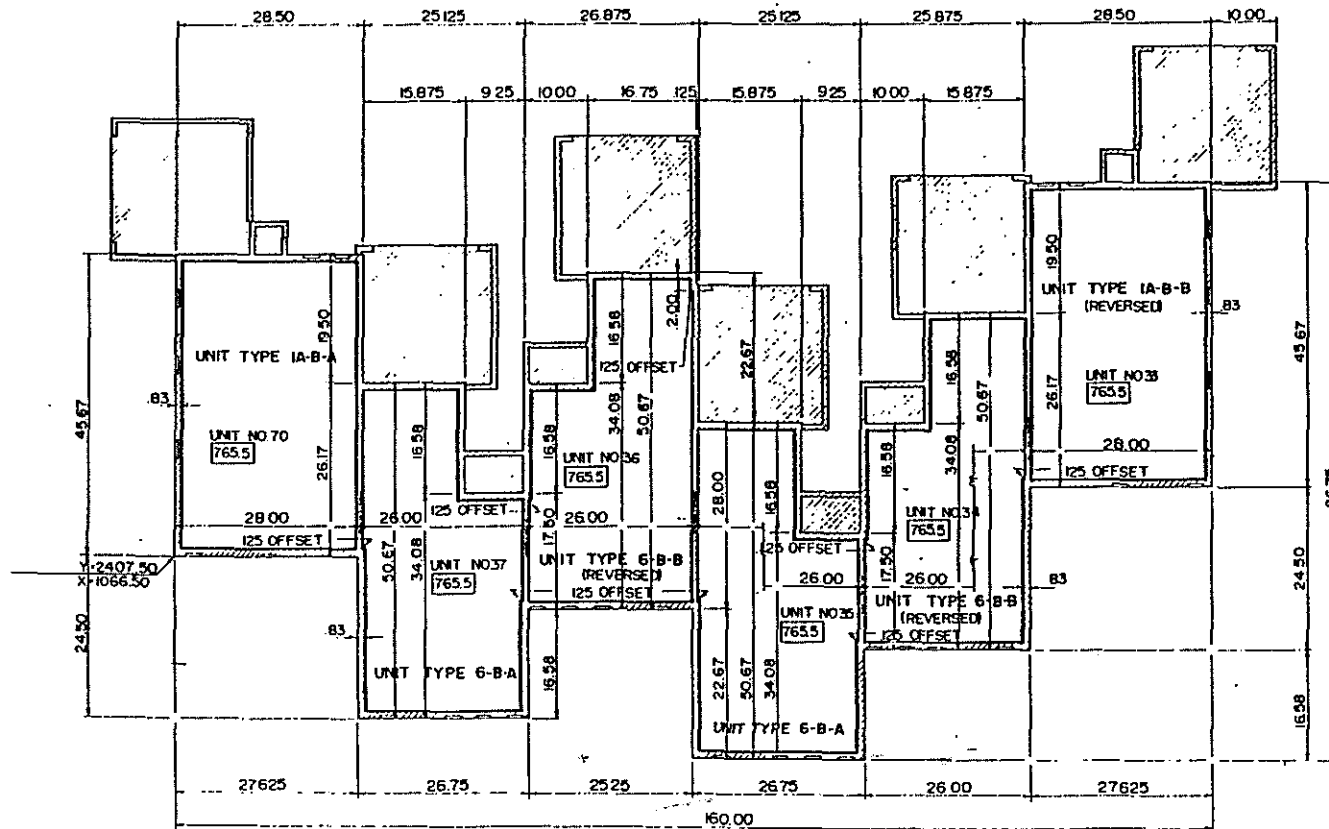 28.50 25.125 26.875 25.125 25.875 28.50 10.00
15.875 9.25 10.00 16.75 .125 15.875 9.25 10.00 15.875
19.50
UNIT TYPE 1A-B-A
.83
45.67
UNIT NO. 70
765.5
26.17
28.00
.125 OFFSET
Y=2407.50
X=1066.50
24.50
.83
16.58
.125 OFFSET
26.00
50.67
34.08
UNIT NO.37
765.5
UNIT TYPE 6-B-A
16.58
16.58
2.00
.125 OFFSET
34.08
50.67
16.58
UNIT NO.36
765.5
17.50
26.00
UNIT TYPE 6-B-B
(REVERSED)
.125 OFFSET
22.67
28.00
16.58
.125 OFFSET
26.00
UNIT NO.35
765.5
22.67
50.67
34.08
UNIT TYPE 6-B-A
16.58
50.67
34.08
16.58
UNIT NO.34
765.5
17.50
26.00
UNIT TYPE 6-B-B
(REVERSED)
.125 OFFSET
.83
19.50
UNIT TYPE 1A-B-B
(REVERSED)
.83
UNIT NO.33
765.5
26.17
28.00
.125 OFFSET
45.67
24.50
16.58
27.625 26.75 25.25 26.75 26.00 27.625
160.00